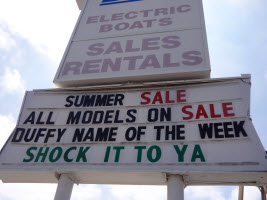 ELECTRIC
BOATS
SALES
RENTALS
SUMMER SALE
ALL MODELS ON SALE
DUFFY NAME OF THE WEEK
SHOCK IT TO YA